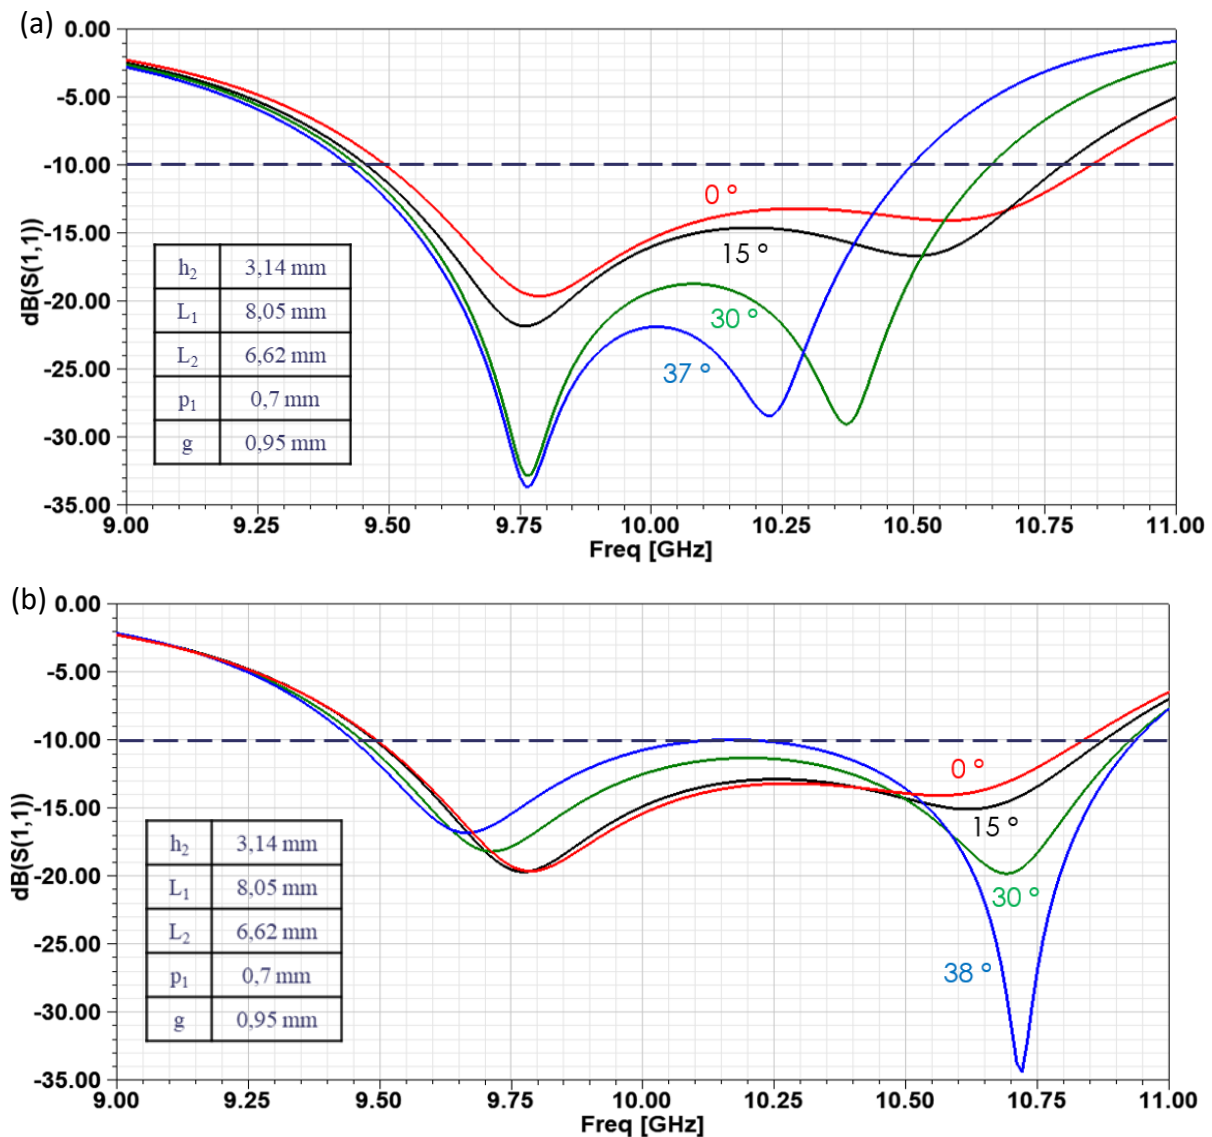 (a)
0.00
-5.00
-10.00
-15.00
-20.00
-25.00
-30.00
-35.00
dB(S(1,1))
0 °
15 °
30 °
37 °
h2 3,14 mm
L1 8,05 mm
L2 6,62 mm
p1 0,7 mm
g 0,95 mm
9.00 9.25 9.50 9.75 10.00 10.25 10.50 10.75 11.00
Freq [GHz]
(b)
0.00
-5.00
-10.00
-15.00
-20.00
-25.00
-30.00
-35.00
dB(S(1,1))
0 °
15 °
30 °
38 °
h2 3,14 mm
L1 8,05 mm
L2 6,62 mm
p1 0,7 mm
g 0,95 mm
9.00 9.25 9.50 9.75 10.00 10.25 10.50 10.75 11.00
Freq [GHz]